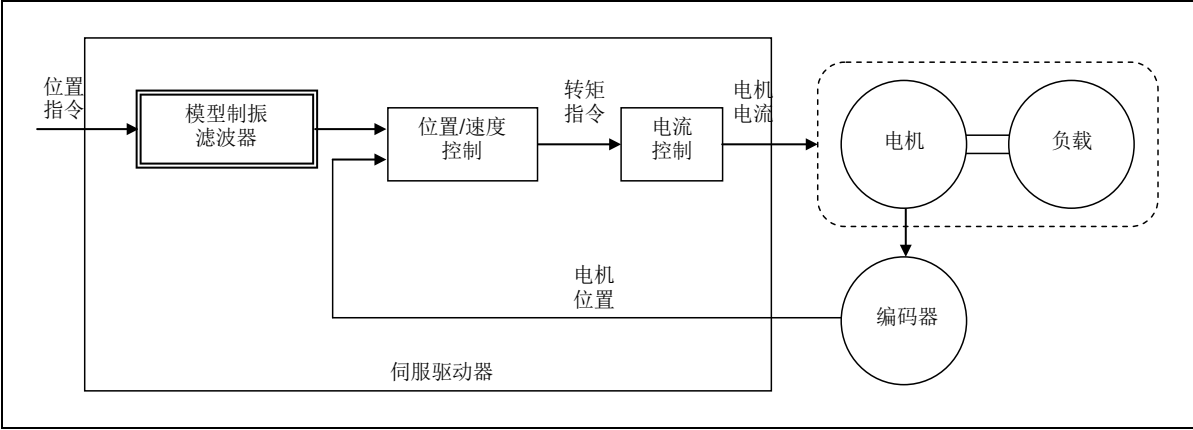 位置
指令
模型制振
滤波器
位置/速度
控制
转矩
指令
电流
控制
电机
电流
电机
负载
电机
位置
编码器
伺服驱动器